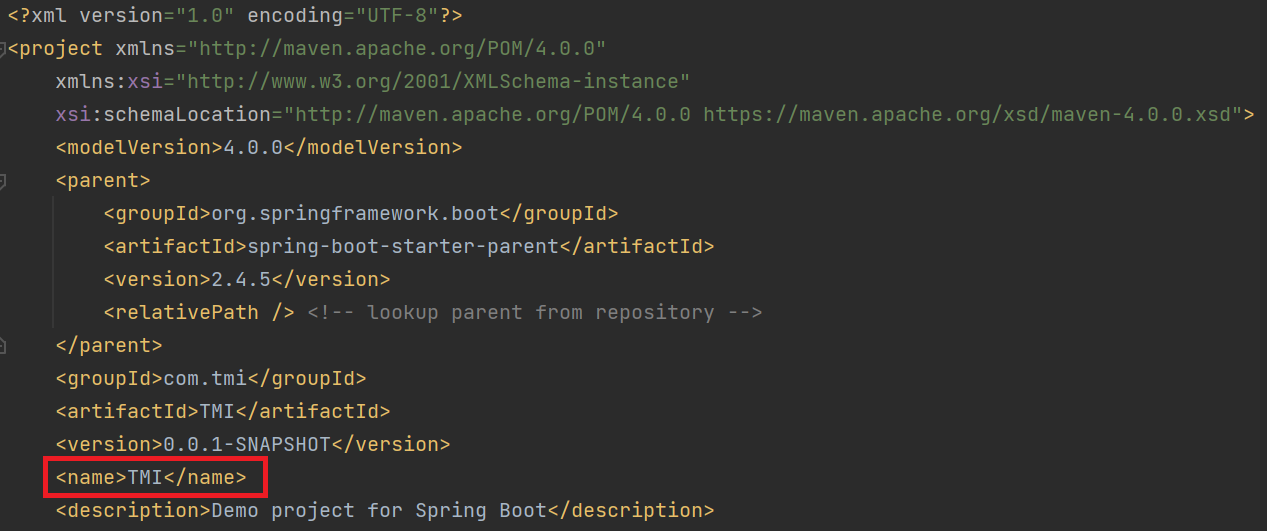 <?xml version="1.0" encoding="UTF-8"?>
<project xmlns="http://maven.apache.org/POM/4.0.0"
xmlns:xsi="http://www.w3.org/2001/XMLSchema-instance"
xsi:schemaLocation="http://maven.apache.org/POM/4.0.0 https://maven.apache.org/xsd/maven-4.0.0.xsd">
<modelVersion>4.0.0</modelVersion>
<parent>
<groupId>org.springframework.boot</groupId>
<artifactId>spring-boot-starter-parent</artifactId>
<version>2.4.5</version>
<relativePath /> <!-- lookup parent from repository -->
</parent>
<groupId>com.tmi</groupId>
<artifactId>TMI</artifactId>
<version>0.0.1-SNAPSHOT</version>
<name>TMI</name>
<description>Demo project for Spring Boot</description>